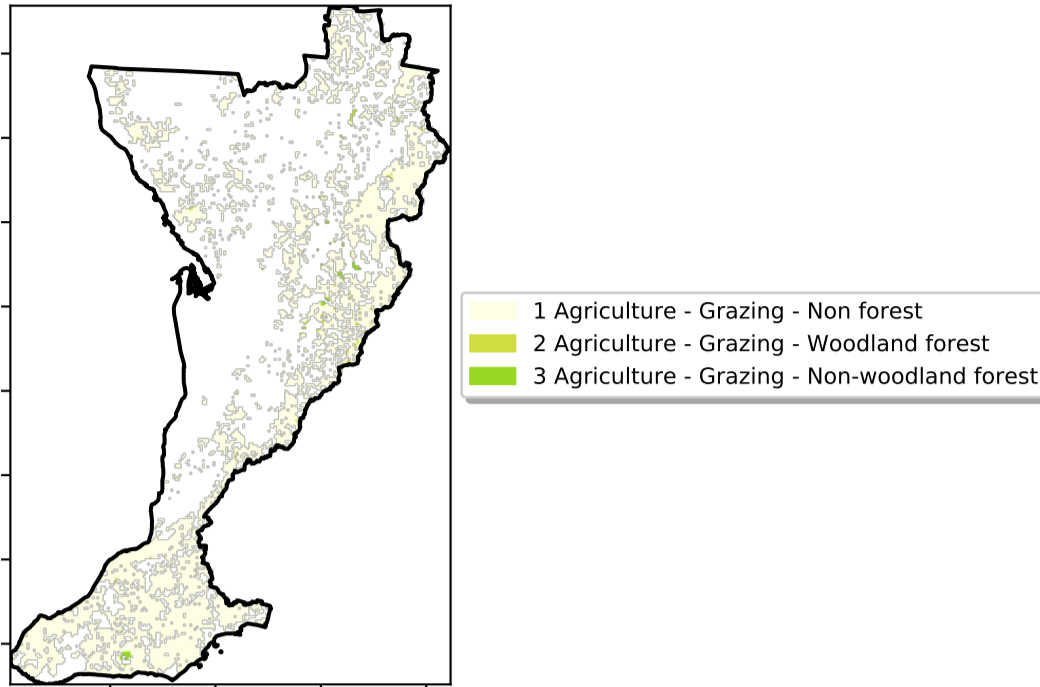 1 Agriculture - Grazing - Non forest
2 Agriculture - Grazing - Woodland forest
3 Agriculture - Grazing - Non-woodland forest